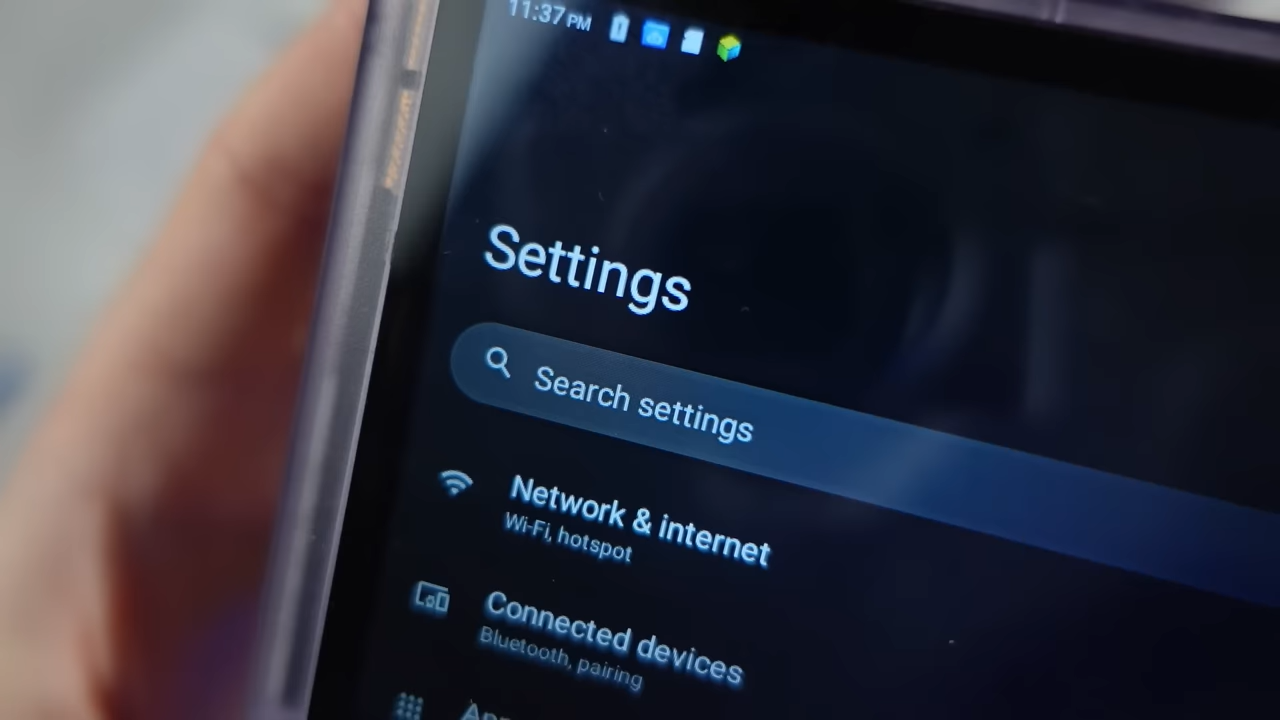 11:37 PM
Settings
Search settings
Network & internet
Wi-Fi, hotspot
Connected devices
Bluetooth, pairing